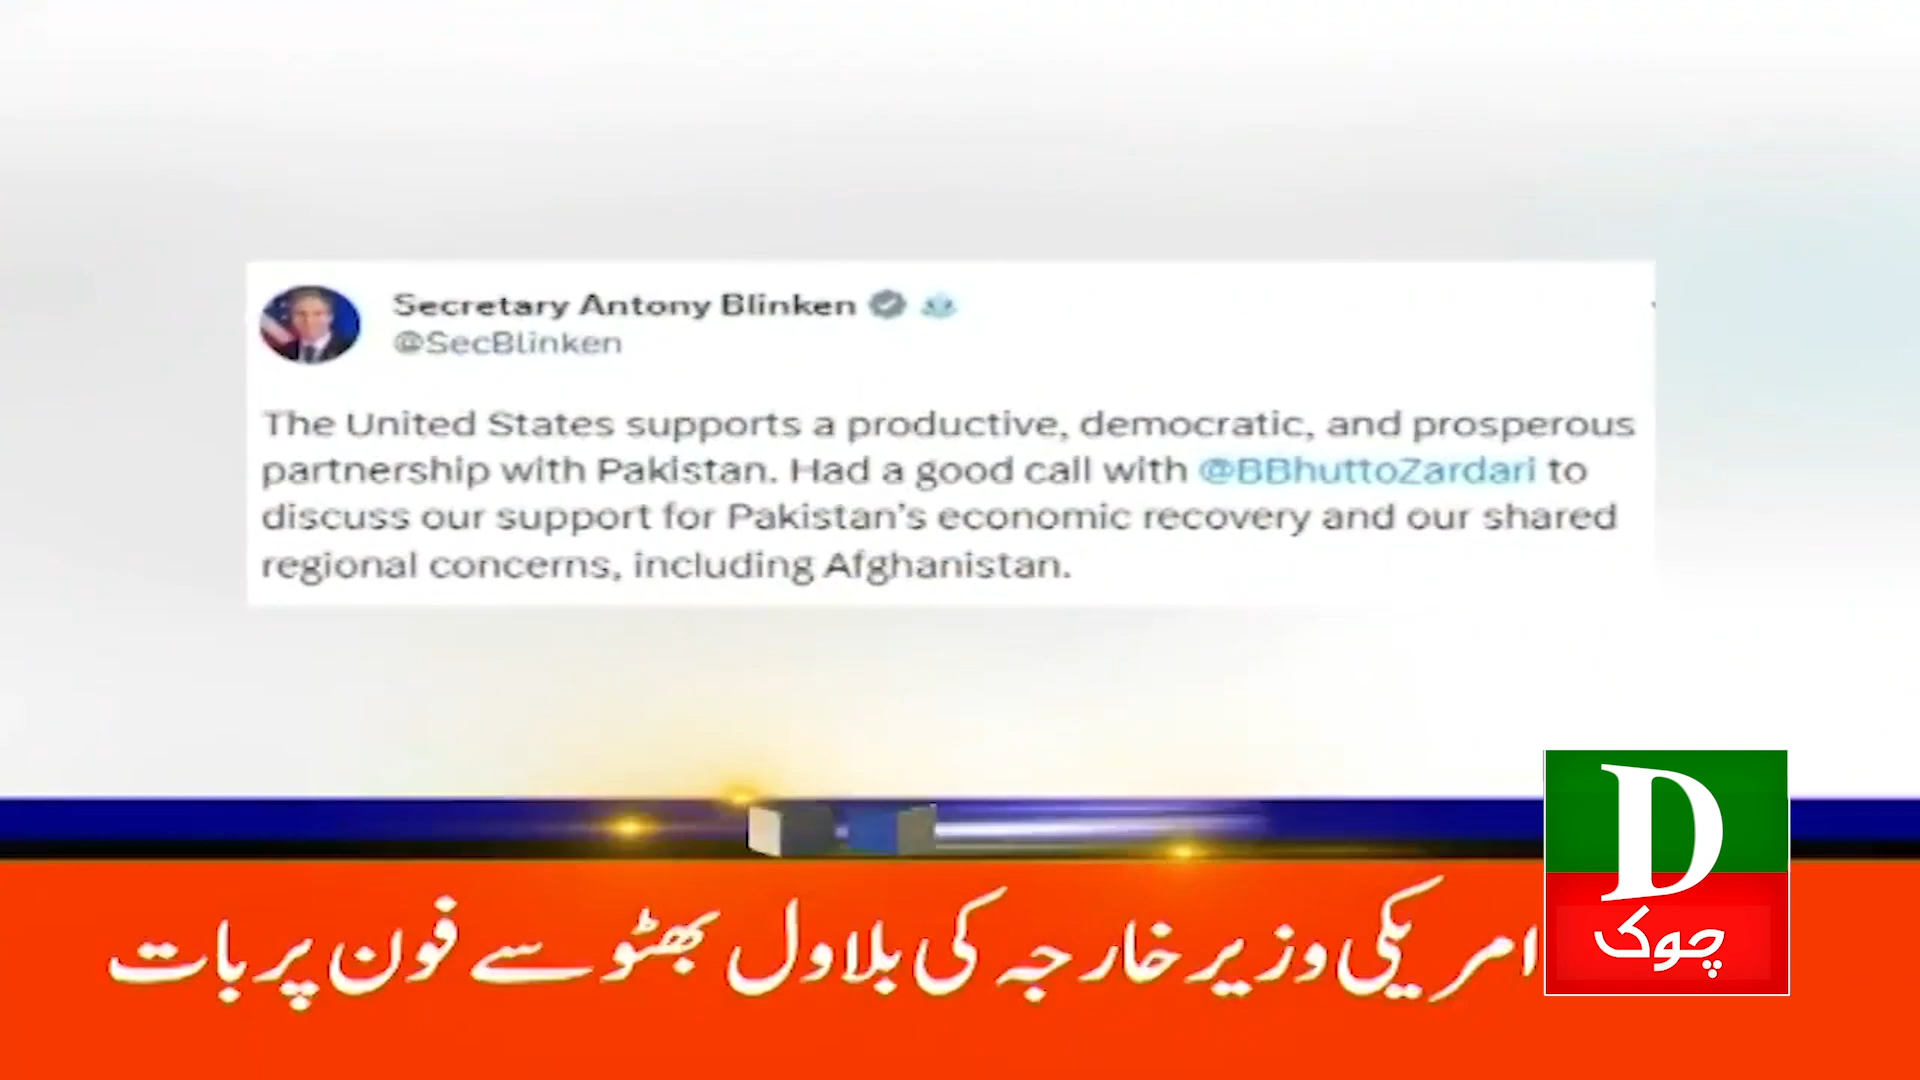 Secretary Antony Blinken
@SecBlinken
The United States supports a productive, democratic, and prosperous
partnership with Pakistan. Had a good call with @BBhuttoZardari to
discuss our support for Pakistan's economic recovery and our shared
regional concerns, including Afghanistan.
D
چوک
امریکی وزیر خارجہ کی بلاول بھٹو سے فون پر بات